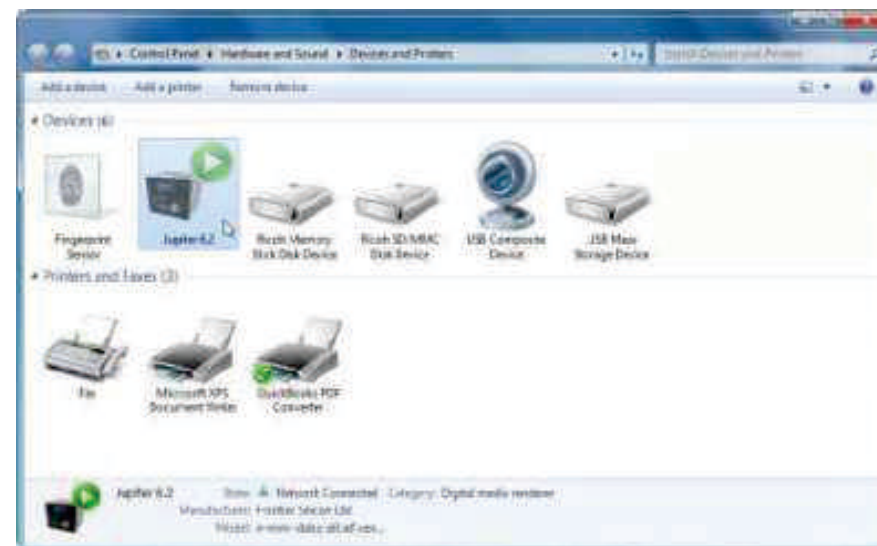 Control Panel ▸ Hardware and Sound ▸ Devices and Printers
Search Devices and Printers
Add a device Add a printer Remove device
Devices (6)
Fingerprint Sensor
Jupiter 6.2
Ricoh Memory Stick Disk Device
Ricoh SD/MMC Disk Device
USB Composite Device
USB Mass Storage Device
Printers and Faxes (3)
Fax
Microsoft XPS Document Writer
QuickBooks PDF Converter
Jupiter 6.2 State: Network Connected Category: Digital media renderer
Manufacturer: Frontier Silicon Ltd
Model: